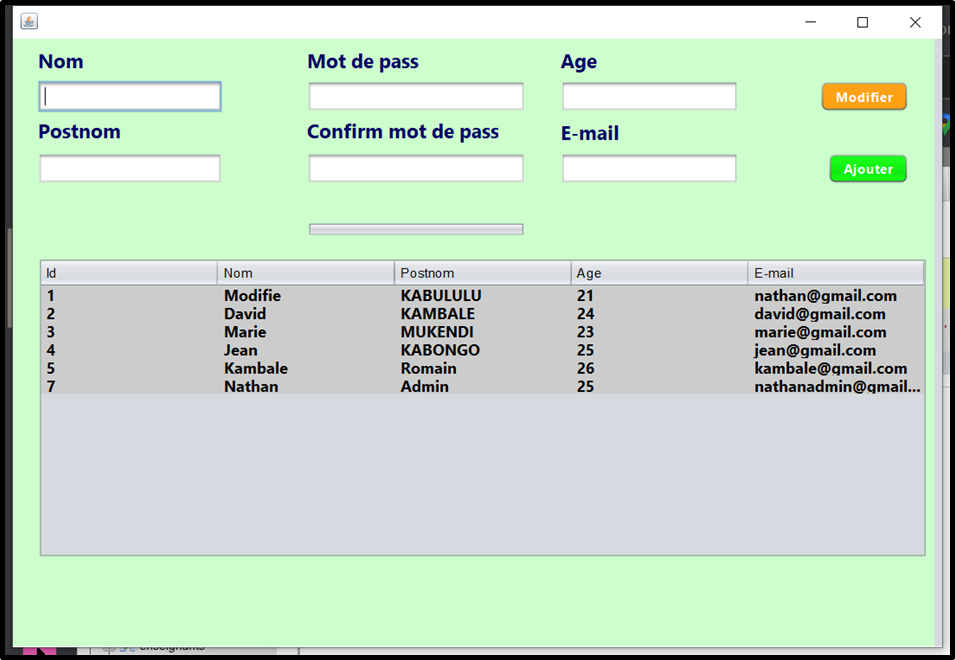 Nom Mot de pass Age
Modifier
Postnom Confirm mot de pass E-mail
Ajouter
Id Nom Postnom Age E-mail
1 Modifie KABULULU 21 nathan@gmail.com
2 David KAMBALE 24 david@gmail.com
3 Marie MUKENDI 23 marie@gmail.com
4 Jean KABONGO 25 jean@gmail.com
5 Kambale Romain 26 kambale@gmail.com
7 Nathan Admin 25 nathanadmin@gmail...
enseignants